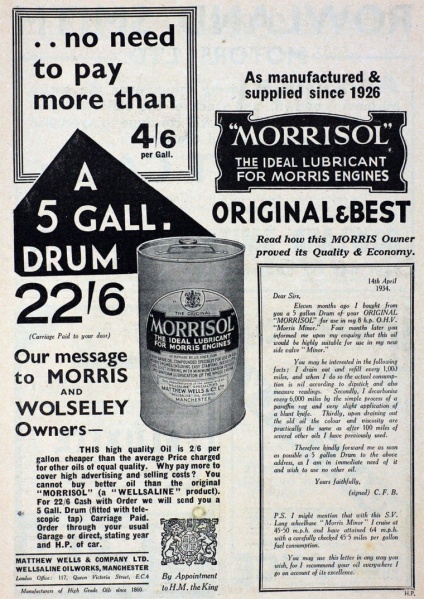 ..no need
to pay
more than
4/6
per Gall.
A
5 GALL.
DRUM
22/6
(Carriage Paid to your door)
Our message
to MORRIS
AND
WOLSELEY
Owners—
THIS high quality Oil is 2/6 per
gallon cheaper than the average Price charged
for other oils of equal quality. Why pay more to
cover high advertising and selling costs? You
cannot buy better oil than the original
"MORRISOL" (a "WELLSALINE" product).
For 22/6 Cash with Order we will send you a
5 Gall. Drum (fitted with telesc-
tap) Carriage Paid.
Order through your usual
Garage or direct, stating year
and H.P. of car.
MATTHEW WELLS & COMPANY LTD.
WELLSALINE OILWORKS, MANCHESTER
London Office: 117, Queen Victoria Street, E.C.4
Manufacturers of High Grade Oils since 1800.
As manufactured &
supplied since 1926
"MORRISOL"
THE IDEAL LUBRICANT
FOR MORRIS ENGINES
ORIGINAL & BEST
THE ORIGINAL
MORRISOL
THE IDEAL LUBRICANT
FOR MORRIS ENGINES
MATTHEW WELLS & CO LTD
MANCHESTER
By Appointment
to H.M. the King
Read how this MORRIS Owner
proved its Quality & Economy.
14th April
1934.
Dear Sirs,
Eleven months ago I bought from
you a 5 gallon Drum of your ORIGINAL
"MORRISOL" for use in my 8 h.p. O.H.V.
"Morris Minor." Four months later you
informed me upon my enquiry that this oil
would be highly suitable for use in my new
side valve "Minor."
You may be interested in the following
facts: I drain out and refill every 1,000
miles, and when I do so the actual consump-
tion is nil according to dipstick and also
measure readings. Secondly, I decarbonise
every 6,000 miles by the simple process of a
paraffin rag and very slight application of
a blunt knife. Thirdly, upon draining out
the old oil the colour and viscosity are
practically the same as after 100 miles of
several other oils I have previously used.
Therefore kindly forward me as soon
as possible a 5 gallon Drum to the above
address, as I am in immediate need of it
and wish to use no other oil.
Yours faithfully,
(signed) C. F. B.
P.S. I might mention that with this S.V.
Long wheelbase "Morris Minor" I cruise at
45-50 m.p.h. and have attained 64 m.p.h.
with a carefully checked 45·5 miles per gallon
fuel consumption.
You may use this letter in any way you
wish, for I recommend your oil everywhere I
go on account of its excellence.
H.P.